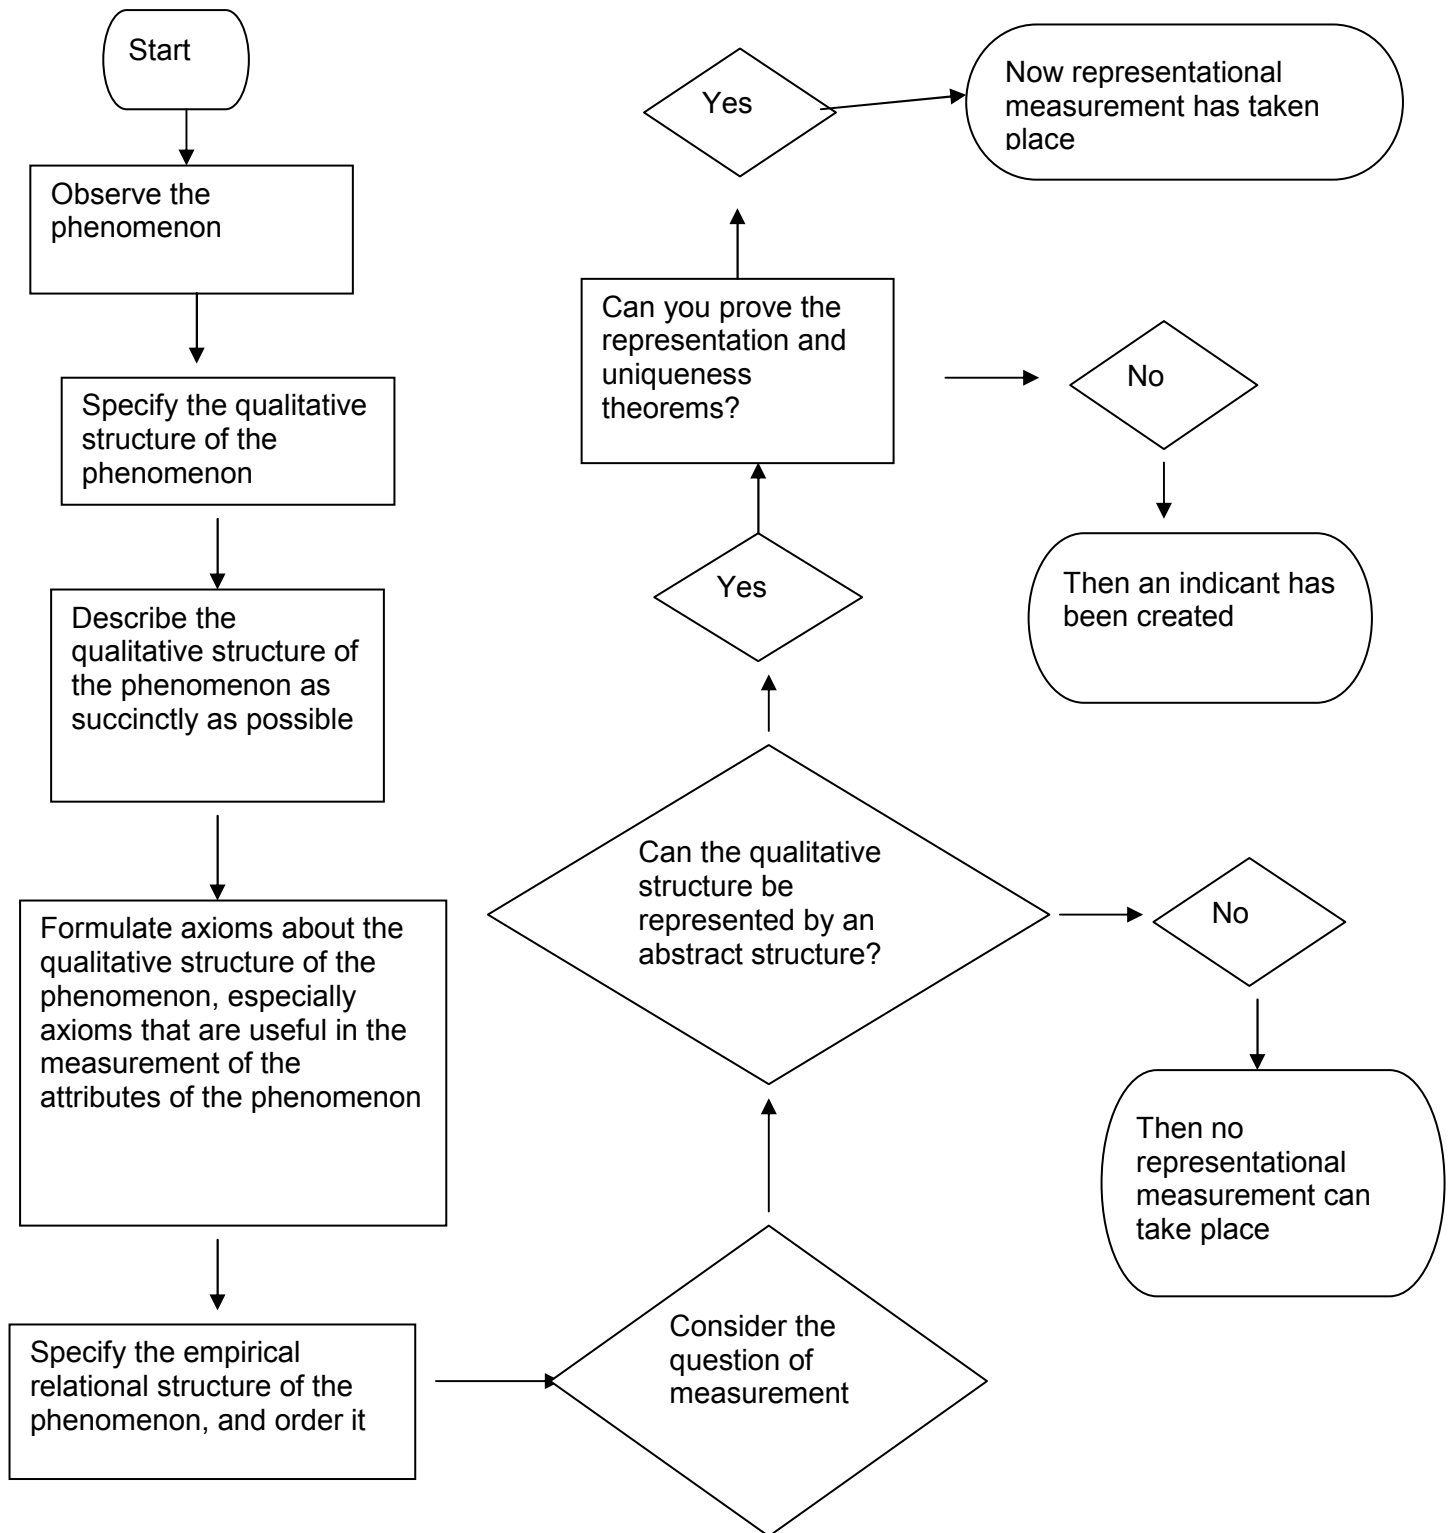 Start
Observe the
phenomenon
Specify the qualitative
structure of the
phenomenon
Describe the
qualitative structure of
the phenomenon as
succinctly as possible
Formulate axioms about the
qualitative structure of the
phenomenon, especially
axioms that are useful in the
measurement of the
attributes of the phenomenon
Specify the empirical
relational structure of the
phenomenon, and order it
Consider the
question of
measurement
Can the qualitative
structure be
represented by an
abstract structure?
No
Then no
representational
measurement can
take place
Yes
Can you prove the
representation and
uniqueness
theorems?
No
Then an indicant has
been created
Yes
Now representational
measurement has taken
place